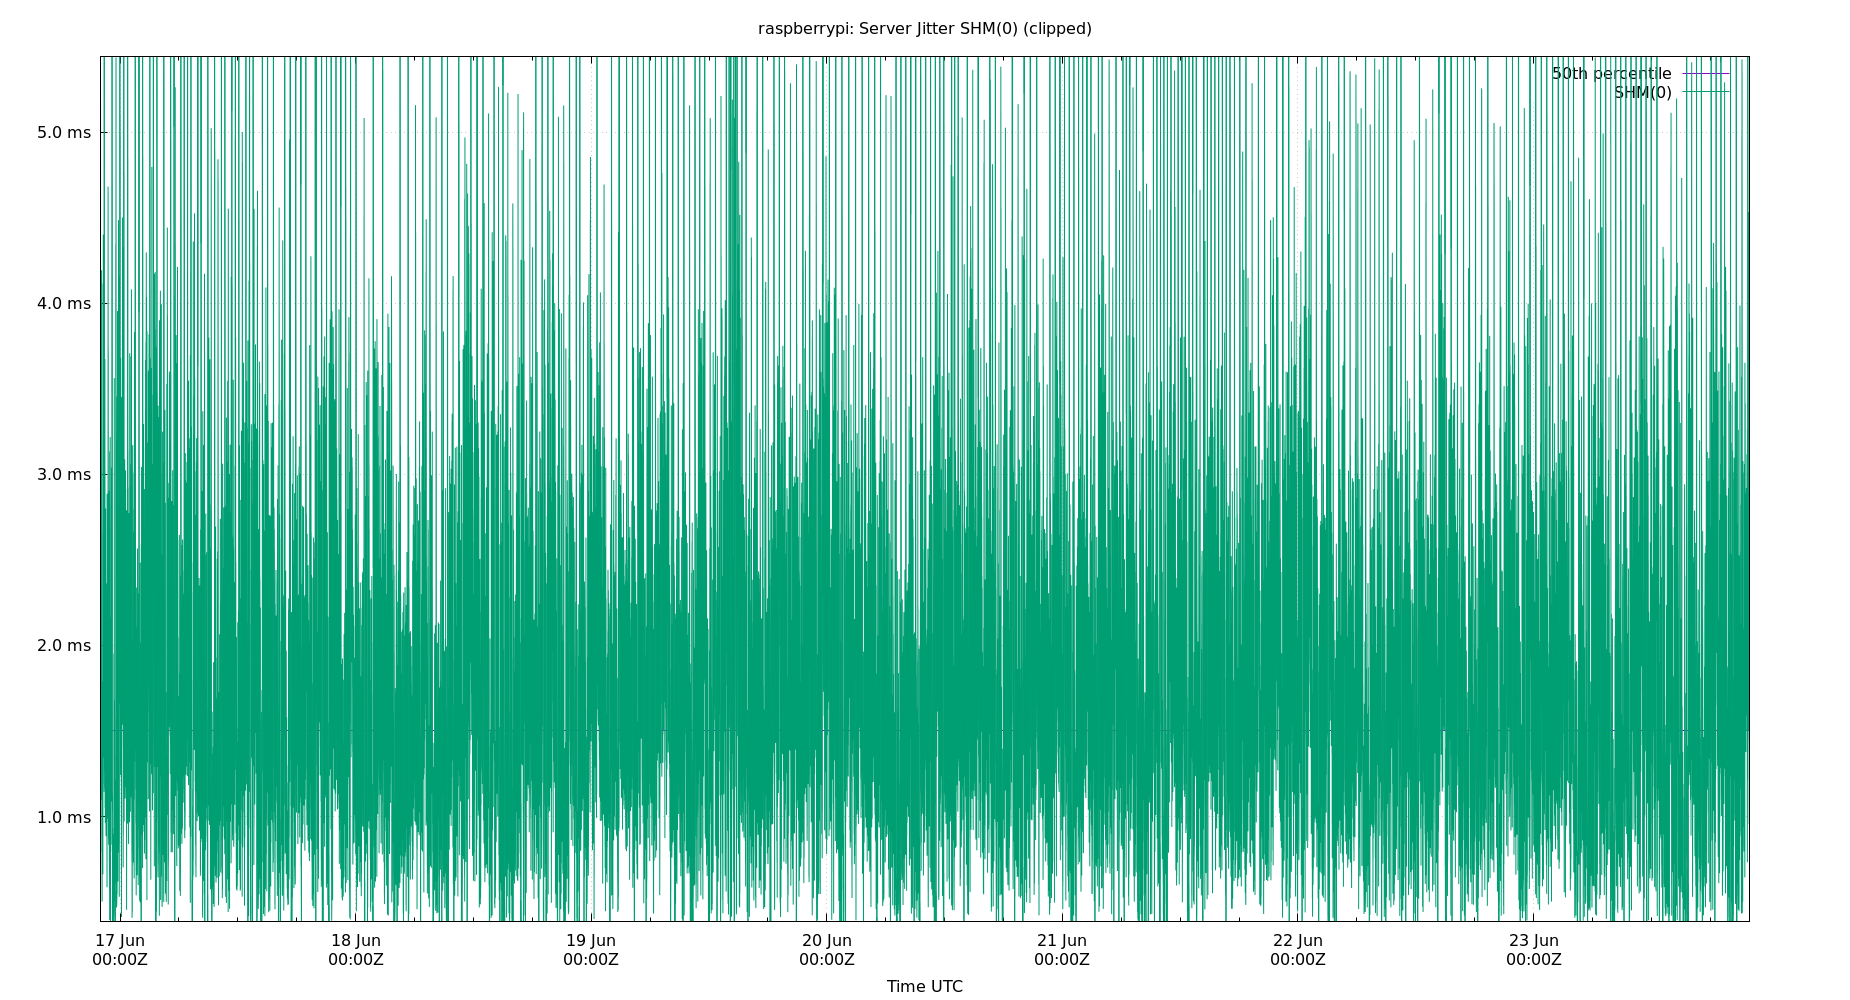 raspberrypi: Server Jitter SHM(0) (clipped)
50th percentile
SHM(0)
5.0 ms
4.0 ms
3.0 ms
2.0 ms
1.0 ms
17 Jun 18 Jun 19 Jun 20 Jun 21 Jun 22 Jun 23 Jun
00:00Z 00:00Z 00:00Z 00:00Z 00:00Z 00:00Z 00:00Z
Time UTC